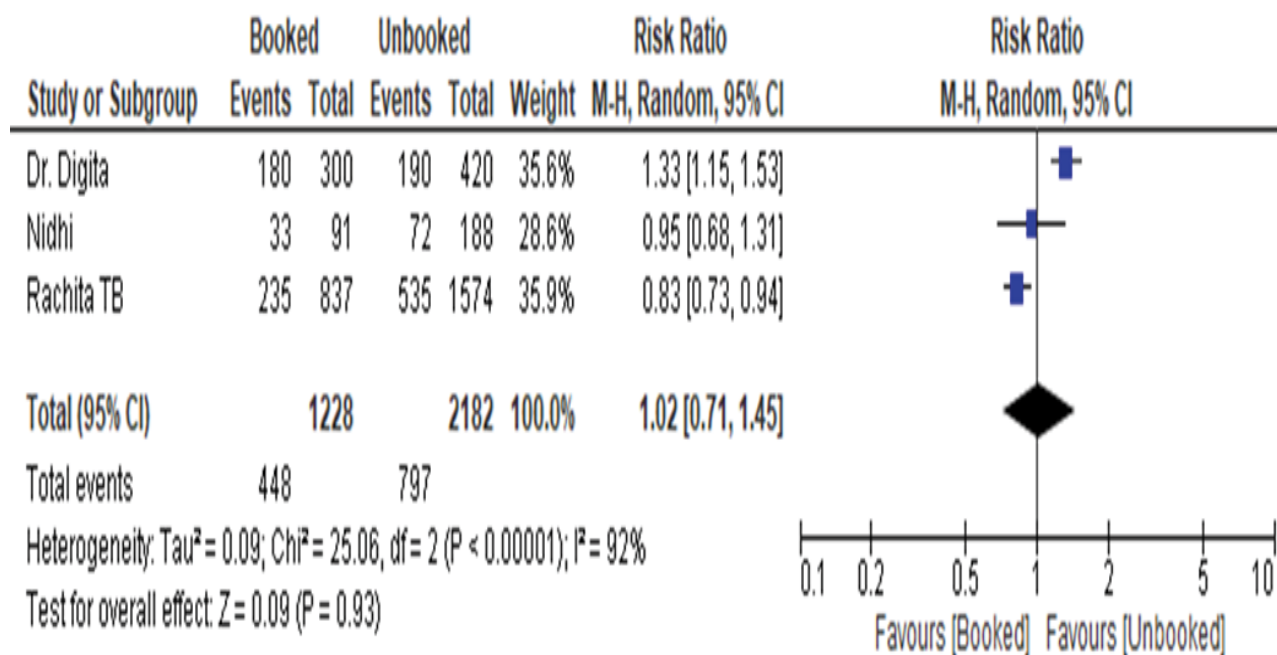 Booked Unbooked Risk Ratio Risk Ratio
Study or Subgroup Events Total Events Total Weight M-H, Random, 95% CI M-H, Random, 95% CI
Dr. Digita 180 300 190 420 35.6% 1.33 [1.15, 1.53]
Nidhi 33 91 72 188 28.6% 0.95 [0.68, 1.31]
Rachita TB 235 837 535 1574 35.9% 0.83 [0.73, 0.94]
Total (95% CI) 1228 2182 100.0% 1.02 [0.71, 1.45]
Total events 448 797
Heterogeneity: Tau² = 0.09; Chi² = 25.06, df = 2 (P < 0.00001); I² = 92%
Test for overall effect: Z = 0.09 (P = 0.93)
0.1 0.2 0.5 1 2 5 10
Favours [Booked] Favours [Unbooked]